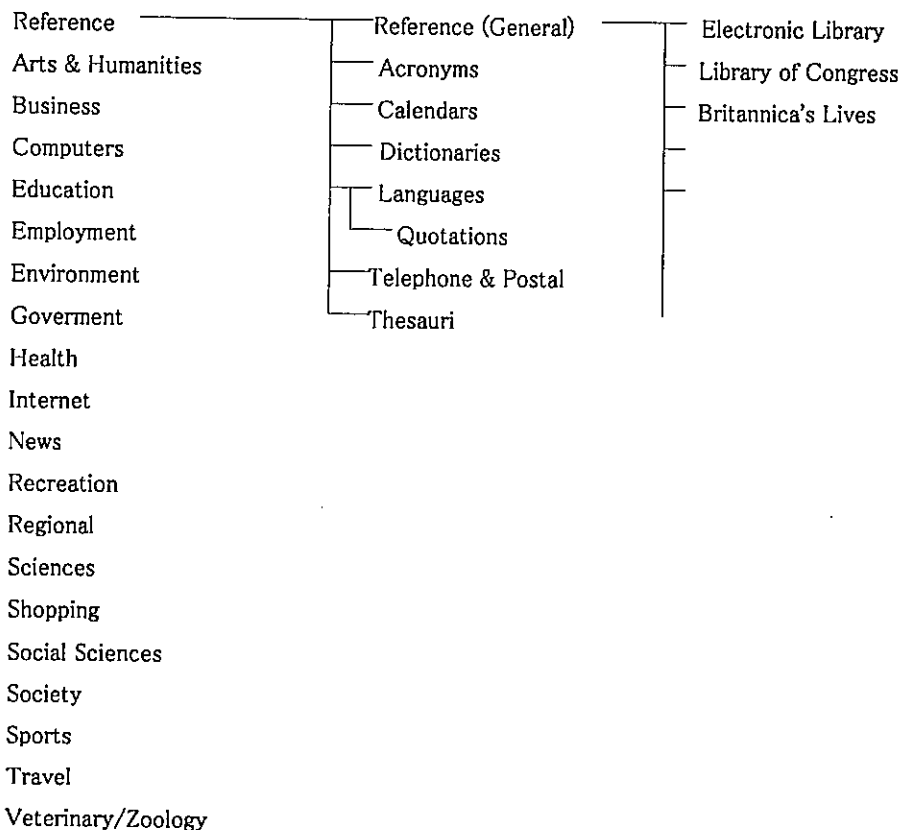 Reference
Arts & Humanities
Business
Computers
Education
Employment
Environment
Goverment
Health
Internet
News
Recreation
Regional
Sciences
Shopping
Social Sciences
Society
Sports
Travel
Veterinary/Zoology
Reference (General)
Acronyms
Calendars
Dictionaries
Languages
Quotations
Telephone & Postal
Thesauri
Electronic Library
Library of Congress
Britannica's Lives